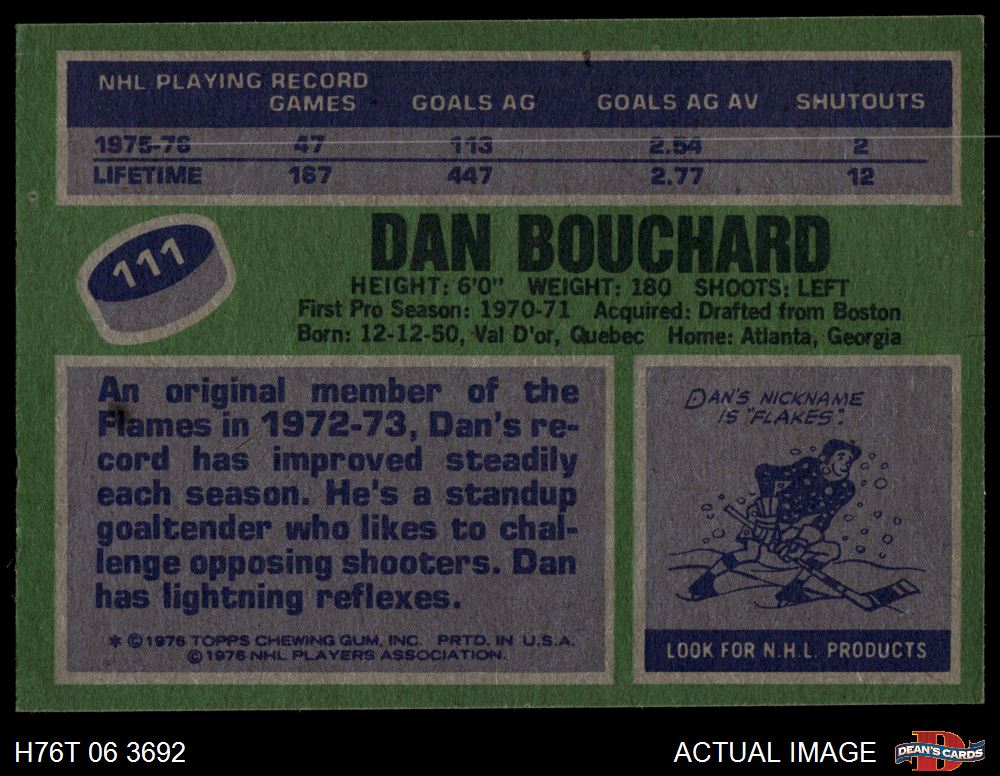 NHL PLAYING RECORD
GAMES GOALS AG GOALS AG AV SHUTOUTS
1975-76 47 113 2.54 2
LIFETIME 167 447 2.77 12
111
DAN BOUCHARD
HEIGHT: 6'0" WEIGHT: 180 SHOOTS: LEFT
First Pro Season: 1970-71 Acquired: Drafted from Boston
Born: 12-12-50, Val D'or, Quebec Home: Atlanta, Georgia
An original member of the
Flames in 1972-73, Dan's re-
cord has improved steadily
each season. He's a standup
goaltender who likes to chal-
lenge opposing shooters. Dan
has lightning reflexes.
* © 1976 TOPPS CHEWING GUM, INC. PRTD. IN U.S.A.
© 1976 NHL PLAYERS ASSOCIATION.
DAN'S NICKNAME
IS "FLAKES".
LOOK FOR N.H.L. PRODUCTS
H76T 06 3692
ACTUAL IMAGE
D
DEAN'S CARDS